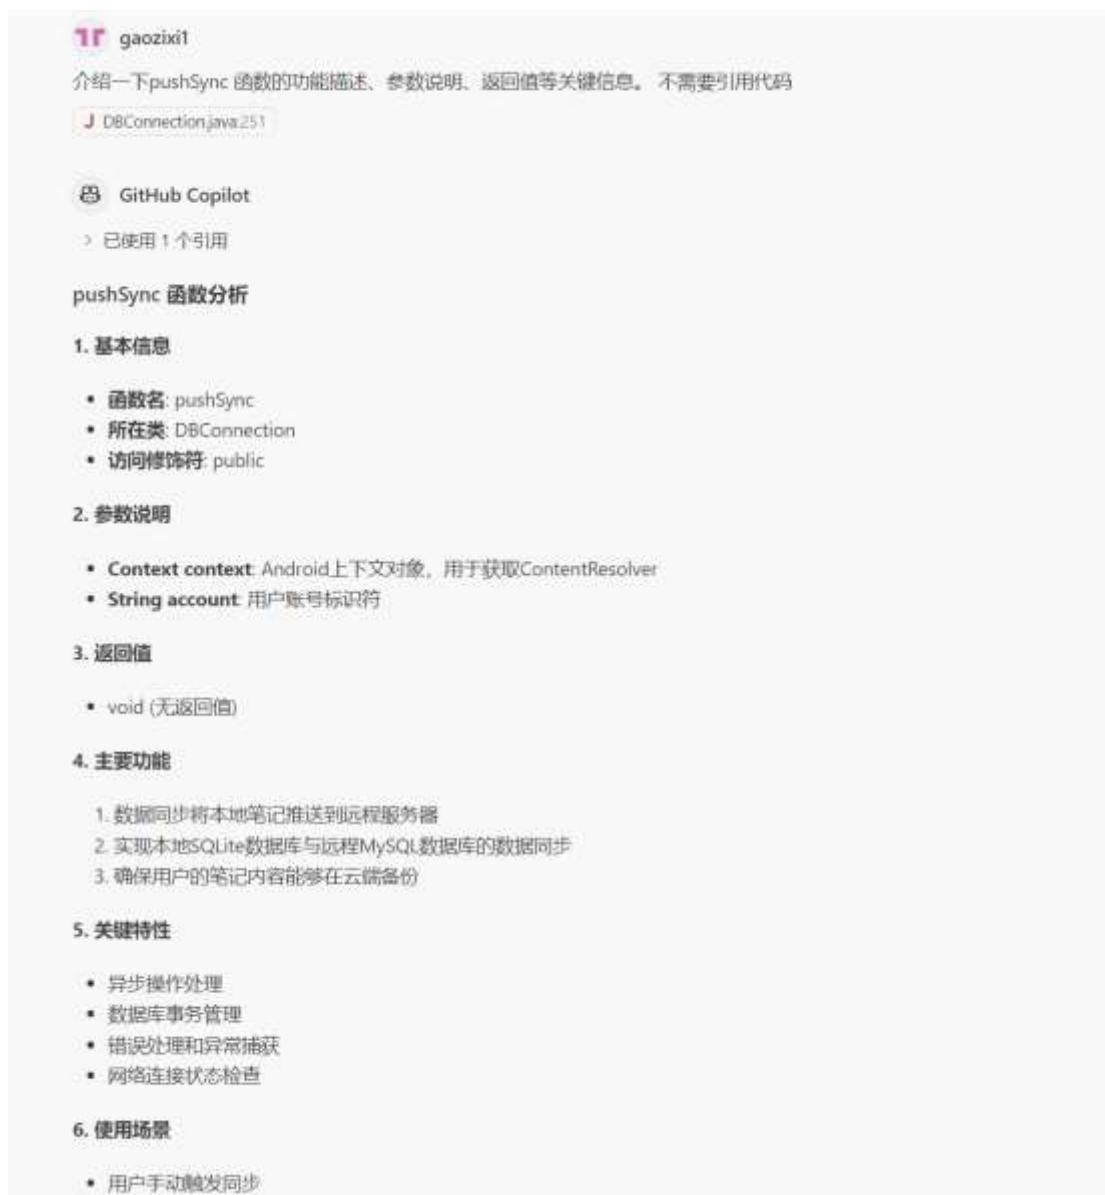 gaozixi1
介绍一下pushSync 函数的功能描述、参数说明、返回值等关键信息。 不需要引用代码
J DBConnection.java:251
GitHub Copilot
> 已使用 1 个引用
pushSync 函数分析
1. 基本信息
• 函数名: pushSync
• 所在类: DBConnection
• 访问修饰符: public
2. 参数说明
• Context context: Android上下文对象，用于获取ContentResolver
• String account: 用户账号标识符
3. 返回值
• void (无返回值)
4. 主要功能
1. 数据同步将本地笔记推送到远程服务器
2. 实现本地SQLite数据库与远程MySQL数据库的数据同步
3. 确保用户的笔记内容能够在云端备份
5. 关键特性
• 异步操作处理
• 数据库事务管理
• 错误处理和异常捕获
• 网络连接状态检查
6. 使用场景
• 用户手动触发同步